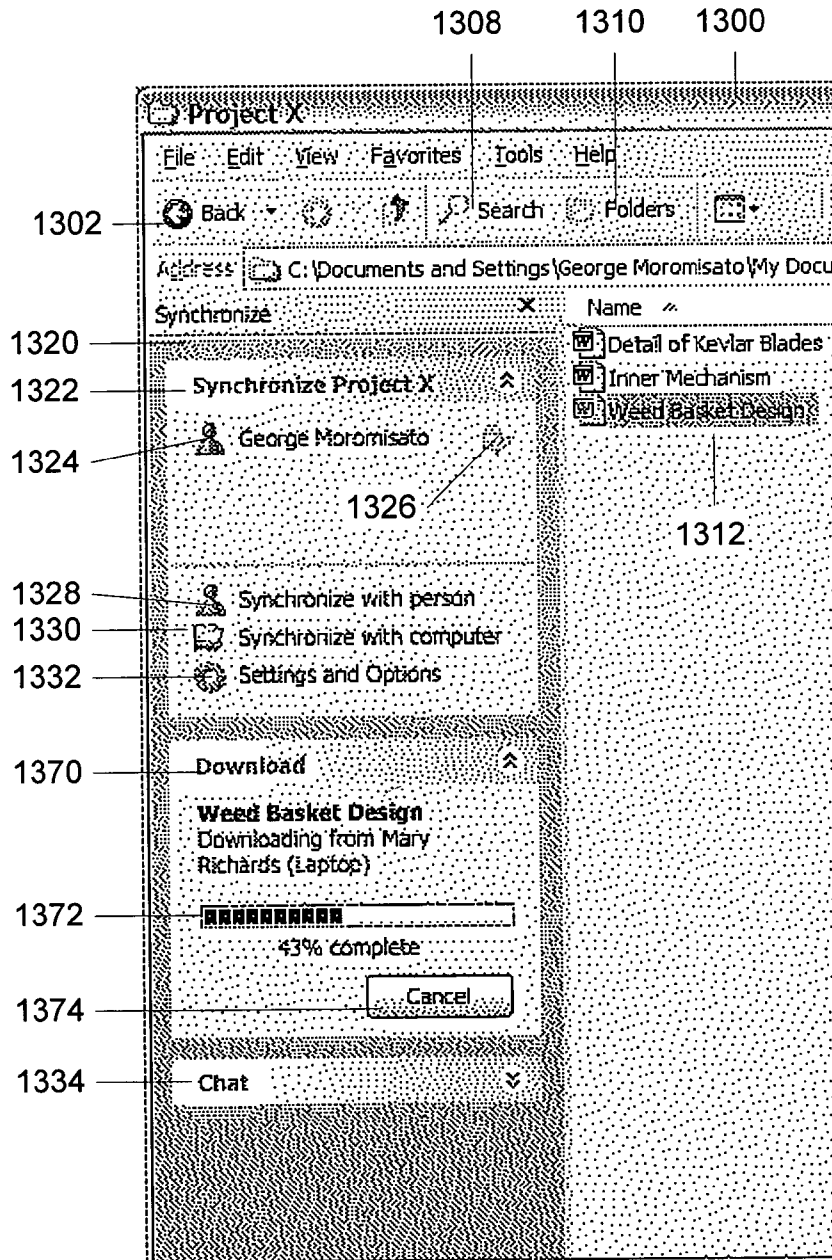 1308 1310 1300
Project X
File Edit View Favorites Tools Help
1302 Back Search Folders
Address C:\Documents and Settings\George Moromisato\My Docu
Synchronize Name
1320 Detail of Kevlar Blades
1322 Synchronize Project X Inner Mechanism
Weed Basket Design
1324 George Moromisato
1326
1312
1328 Synchronize with person
1330 Synchronize with computer
1332 Settings and Options
1370 Download
Weed Basket Design
Downloading from Mary
Richards (Laptop)
1372
43% complete
1374 Cancel
1334 Chat